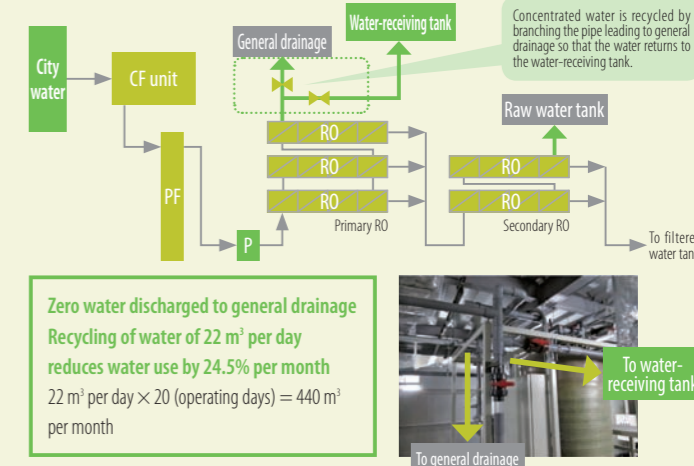 Concentrated water is recycled by
branching the pipe leading to general
drainage so that the water returns to
the water-receiving tank.
Water-receiving tank
General drainage
City
water
CF unit
Raw water tank
RO
RO
RO
RO
RO
PF
P
Primary RO
Secondary RO
To filtere
water tan
Zero water discharged to general drainage
Recycling of water of 22 m³ per day
reduces water use by 24.5% per month
22 m³ per day × 20 (operating days) = 440 m³
per month
To water-
receiving tank
To general drainage